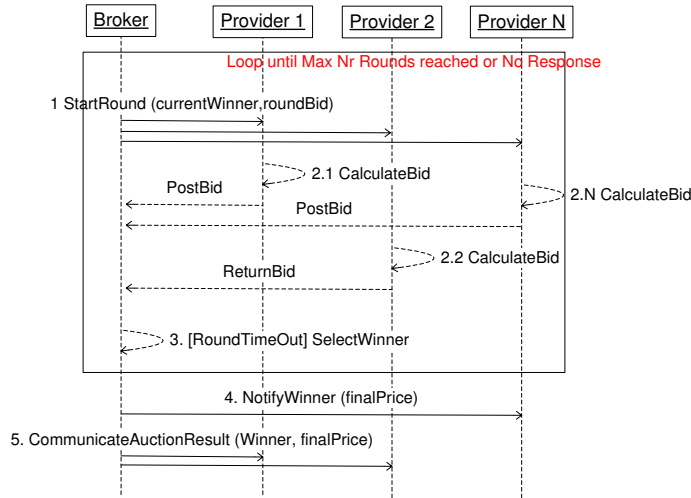 Broker
Provider 1
Provider 2
Provider N
Loop until Max Nr Rounds reached or No Response
1 StartRound (currentWinner,roundBid)
2.1 CalculateBid
PostBid
2.N CalculateBid
PostBid
2.2 CalculateBid
ReturnBid
3. [RoundTimeOut] SelectWinner
4. NotifyWinner (finalPrice)
5. CommunicateAuctionResult (Winner, finalPrice)